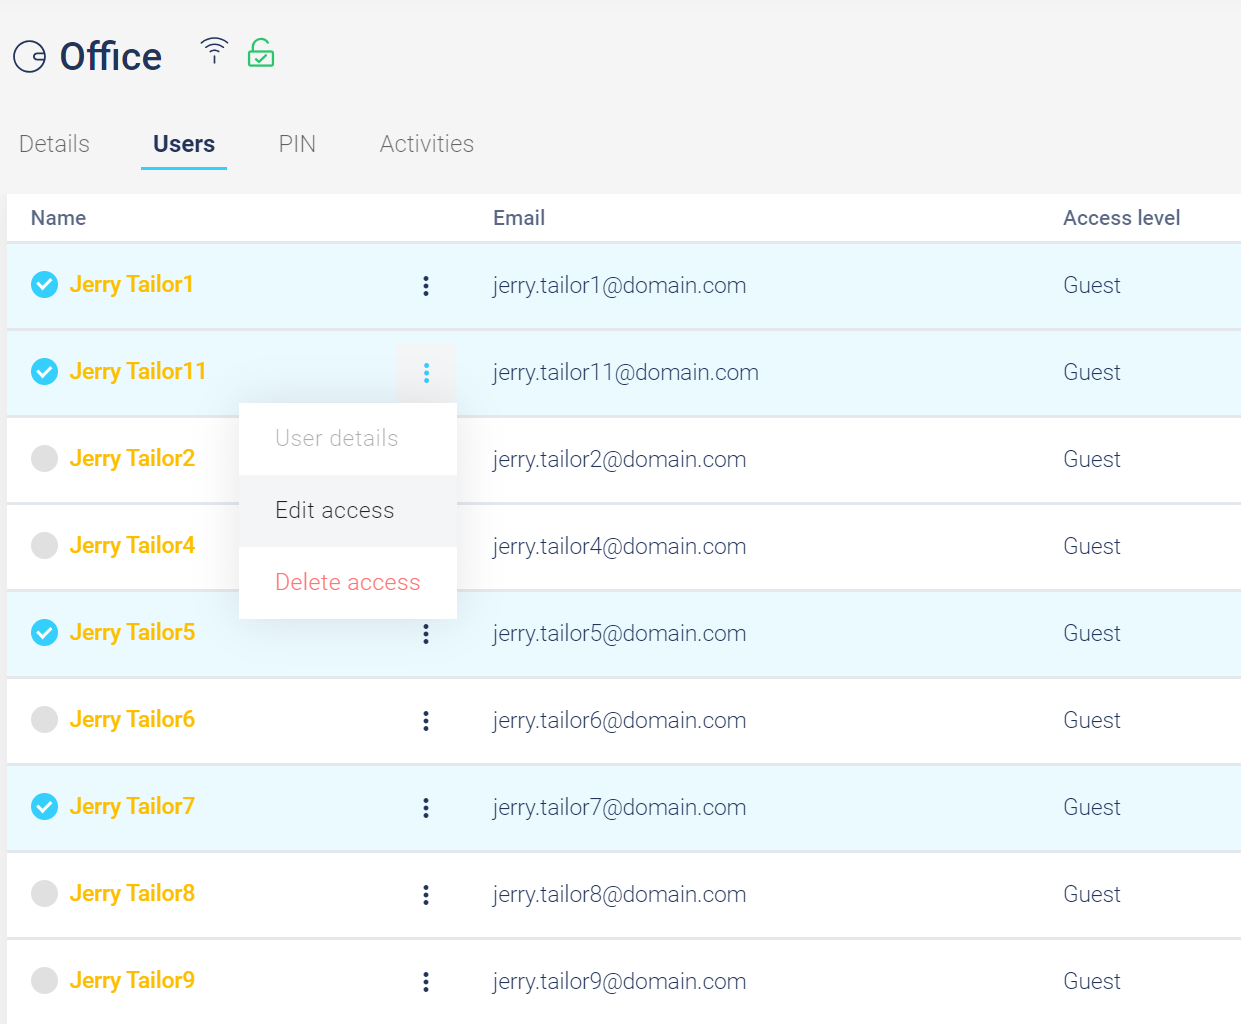 Office
Details Users PIN Activities
Name Email Access level
Jerry Tailor1 jerry.tailor1@domain.com Guest
Jerry Tailor11 jerry.tailor11@domain.com Guest
User details
Jerry Tailor2 jerry.tailor2@domain.com Guest
Edit access
Jerry Tailor4 jerry.tailor4@domain.com Guest
Delete access
Jerry Tailor5 jerry.tailor5@domain.com Guest
Jerry Tailor6 jerry.tailor6@domain.com Guest
Jerry Tailor7 jerry.tailor7@domain.com Guest
Jerry Tailor8 jerry.tailor8@domain.com Guest
Jerry Tailor9 jerry.tailor9@domain.com Guest